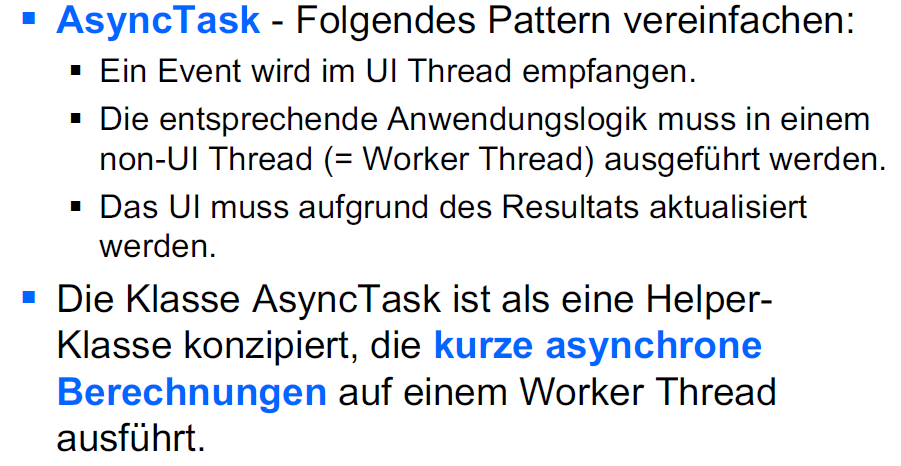 AsyncTask - Folgendes Pattern vereinfachen:
Ein Event wird im UI Thread empfangen.
Die entsprechende Anwendungslogik muss in einem
non-UI Thread (= Worker Thread) ausgeführt werden.
Das UI muss aufgrund des Resultats aktualisiert
werden.
Die Klasse AsyncTask ist als eine Helper-
Klasse konzipiert, die kurze asynchrone
Berechnungen auf einem Worker Thread
ausführt.